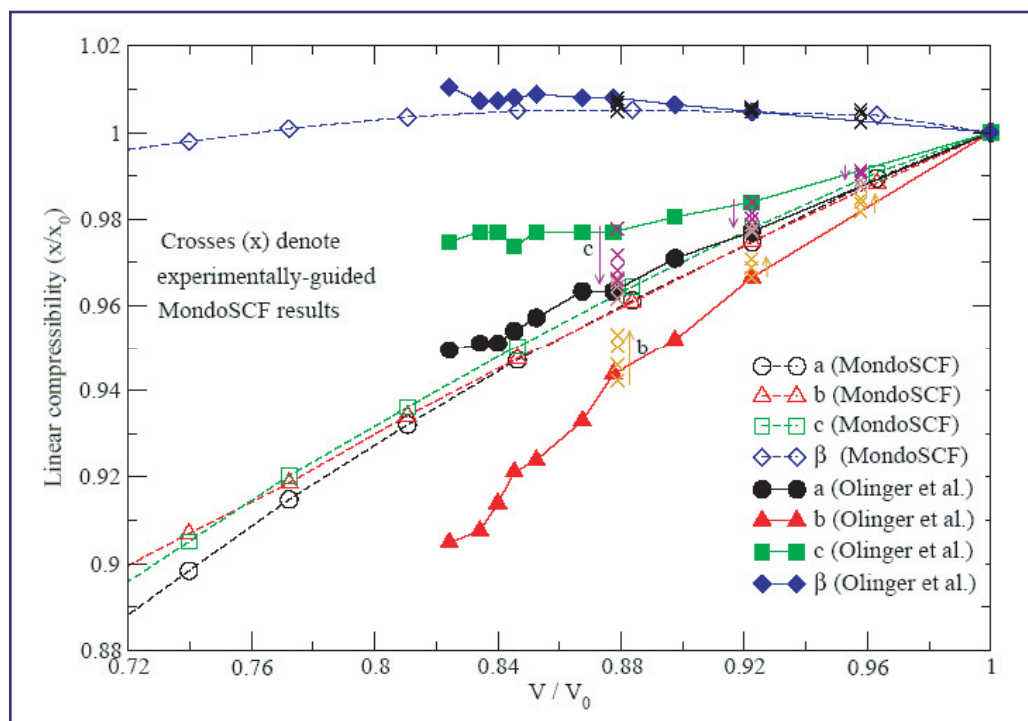 1.02
1
0.98
0.96
0.94
0.92
0.9
0.88
Linear compressibility (x/x₀)
Crosses (x) denote
experimentally-guided
MondoSCF results
c
b
a (MondoSCF)
b (MondoSCF)
c (MondoSCF)
β (MondoSCF)
a (Olinger et al.)
b (Olinger et al.)
c (Olinger et al.)
β (Olinger et al.)
0.72 0.76 0.8 0.84 0.88 0.92 0.96 1
V / V₀